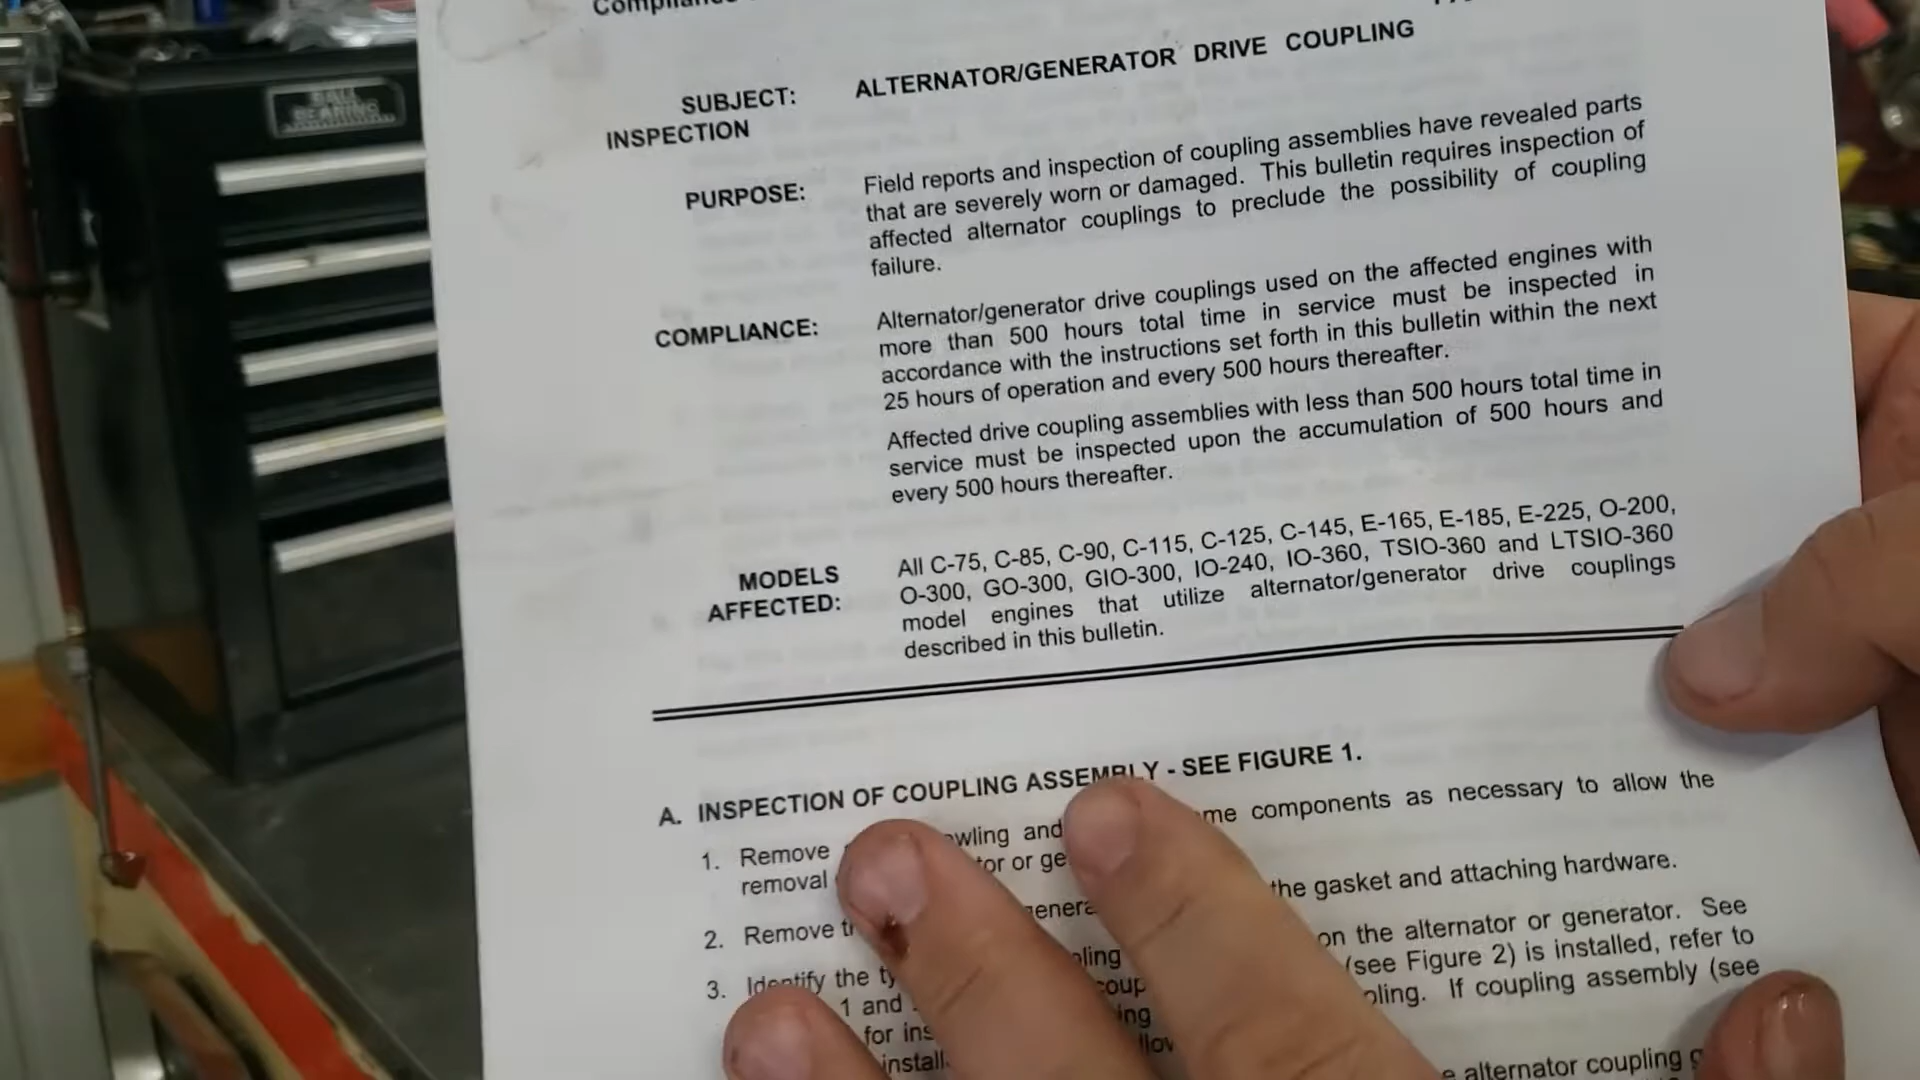 Compliance
SUBJECT: ALTERNATOR/GENERATOR DRIVE COUPLING
INSPECTION
PURPOSE: Field reports and inspection of coupling assemblies have revealed parts
that are severely worn or damaged. This bulletin requires inspection of
affected alternator couplings to preclude the possibility of coupling
failure.
COMPLIANCE: Alternator/generator drive couplings used on the affected engines with
more than 500 hours total time in service must be inspected in
accordance with the instructions set forth in this bulletin within the next
25 hours of operation and every 500 hours thereafter.
Affected drive coupling assemblies with less than 500 hours total time in
service must be inspected upon the accumulation of 500 hours and
every 500 hours thereafter.
MODELS AFFECTED: All C-75, C-85, C-90, C-115, C-125, C-145, E-165, E-185, E-225, O-200,
O-300, GO-300, GIO-300, IO-240, IO-360, TSIO-360 and LTSIO-360
model engines that utilize alternator/generator drive couplings
described in this bulletin.
A. INSPECTION OF COUPLING ASSEMBLY - SEE FIGURE 1.
1. Remove and components as necessary to allow the
removal or
2. Remove the gasket and attaching hardware.
3. Identify the on the alternator or generator. See
1 and (see Figure 2) is installed, refer to
for If coupling assembly (see
alternator coupling
BALL
BEARING